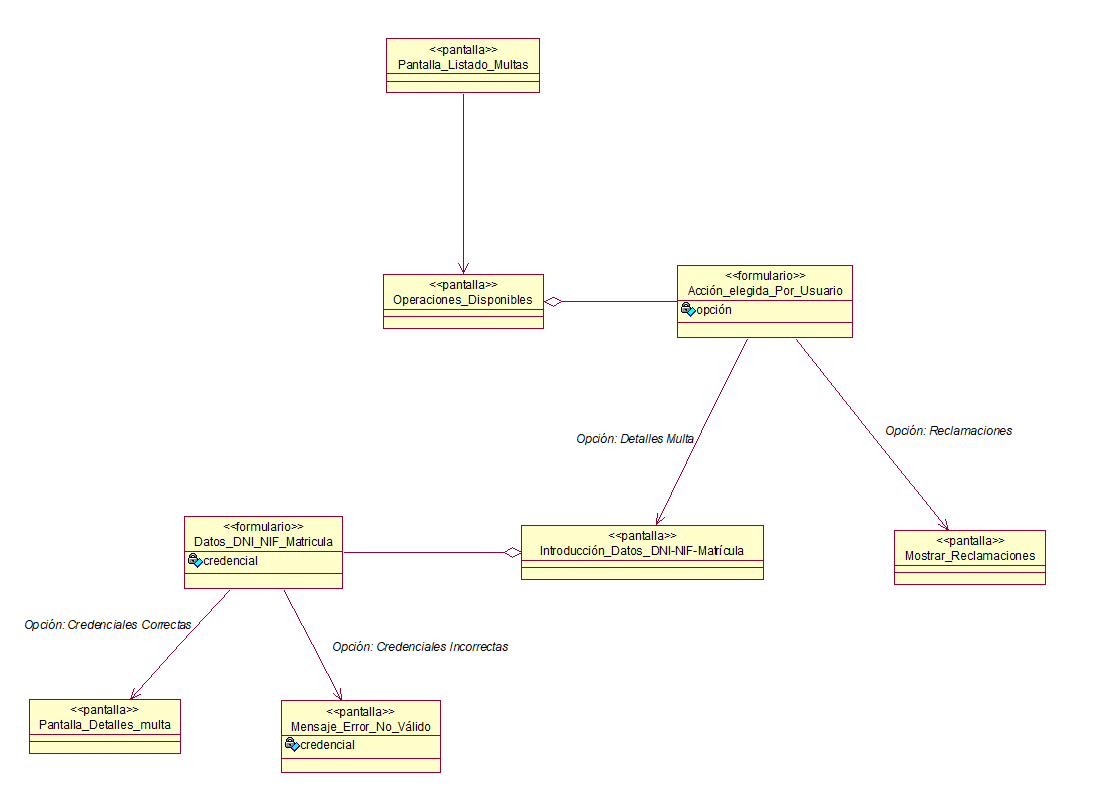 <<pantalla>>
Pantalla_Listado_Multas
<<pantalla>>
Operaciones_Disponibles
<<formulario>>
Acción_elegida_Por_Usuario
opción
Opción: Detalles Multa
Opción: Reclamaciones
<<formulario>>
Datos_DNI_NIF_Matricula
credencial
<<pantalla>>
Introducción_Datos_DNI-NIF-Matrícula
<<pantalla>>
Mostrar_Reclamaciones
Opción: Credenciales Correctas
Opción: Credenciales Incorrectas
<<pantalla>>
Pantalla_Detalles_multa
<<pantalla>>
Mensaje_Error_No_Válido
credencial